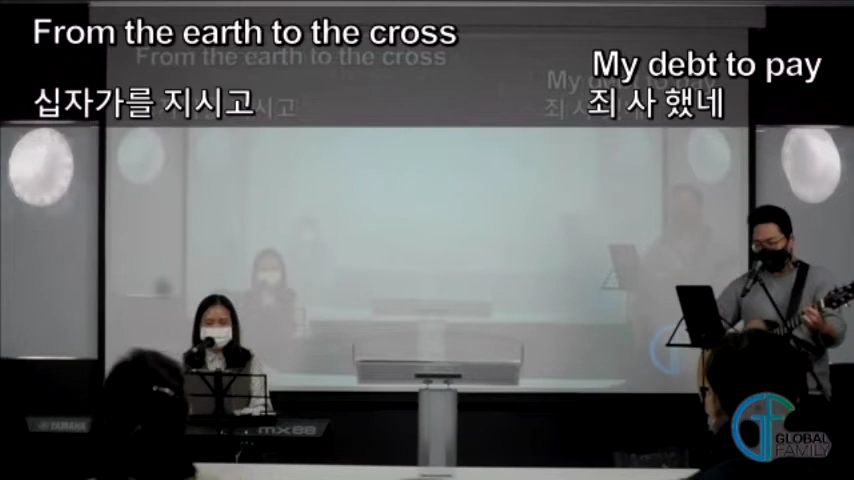 From the earth to the cross
My debt to pay
십자가를 지시고
죄 사 했네
From the earth to the cross
YAMAHA
MX88
GLOBAL
FAMILY